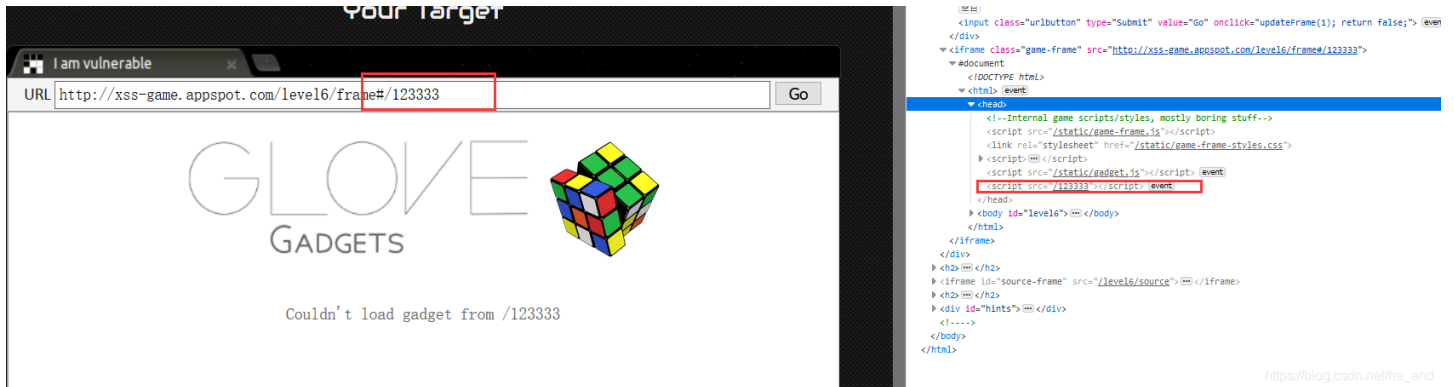 Your Target
I am vulnerable
×
URL http://xss-game.appspot.com/level6/frame#/123333 Go
GLOVE
GADGETS
Couldn't load gadget from /123333
<input class="urlbutton" type="Submit" value="Go" onclick="updateFrame(1); return false;"> even
</div>
<iframe class="game-frame" src="http://xss-game.appspot.com/level6/frame#/123333">
#document
<!DOCTYPE html>
<html> event
<head>
<!--Internal game scripts/styles, mostly boring stuff-->
<script src="/static/game-frame.js"></script>
<link rel="stylesheet" href="/static/game-frame-styles.css">
<script>…</script>
<script src="/static/gadget.js"></script> event
<script src="/123333"></script> event
</head>
<body id="level6">…</body>
</html>
</iframe>
</div>
<h2>…</h2>
<iframe id="source-frame" src="/level6/source">…</iframe>
<h2>…</h2>
<div id="hints">…</div>
<!---->
</body>
</html>
https://blog.csdn.net/he_and